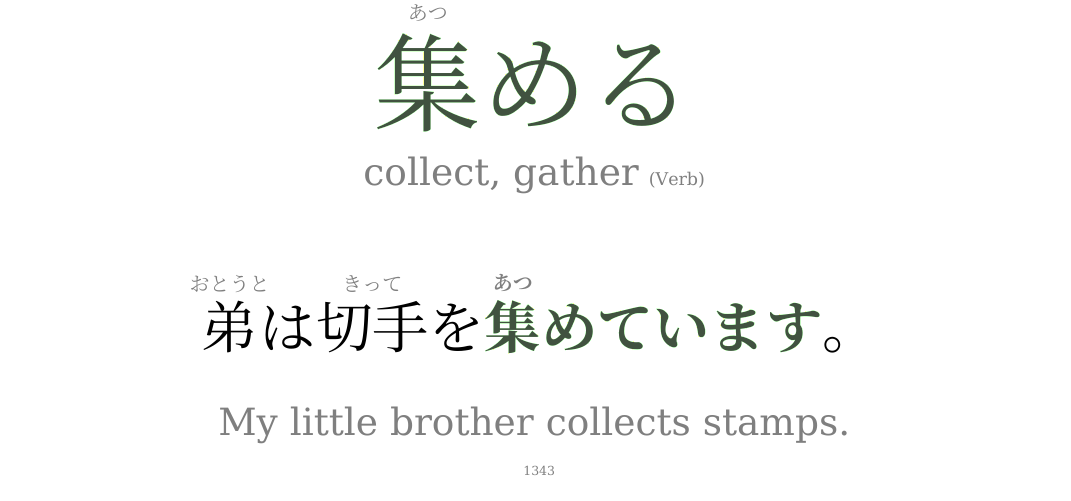 あつ
集める
collect, gather (Verb)
おとうと きって あつ
弟は切手を集めています。
My little brother collects stamps.
1343